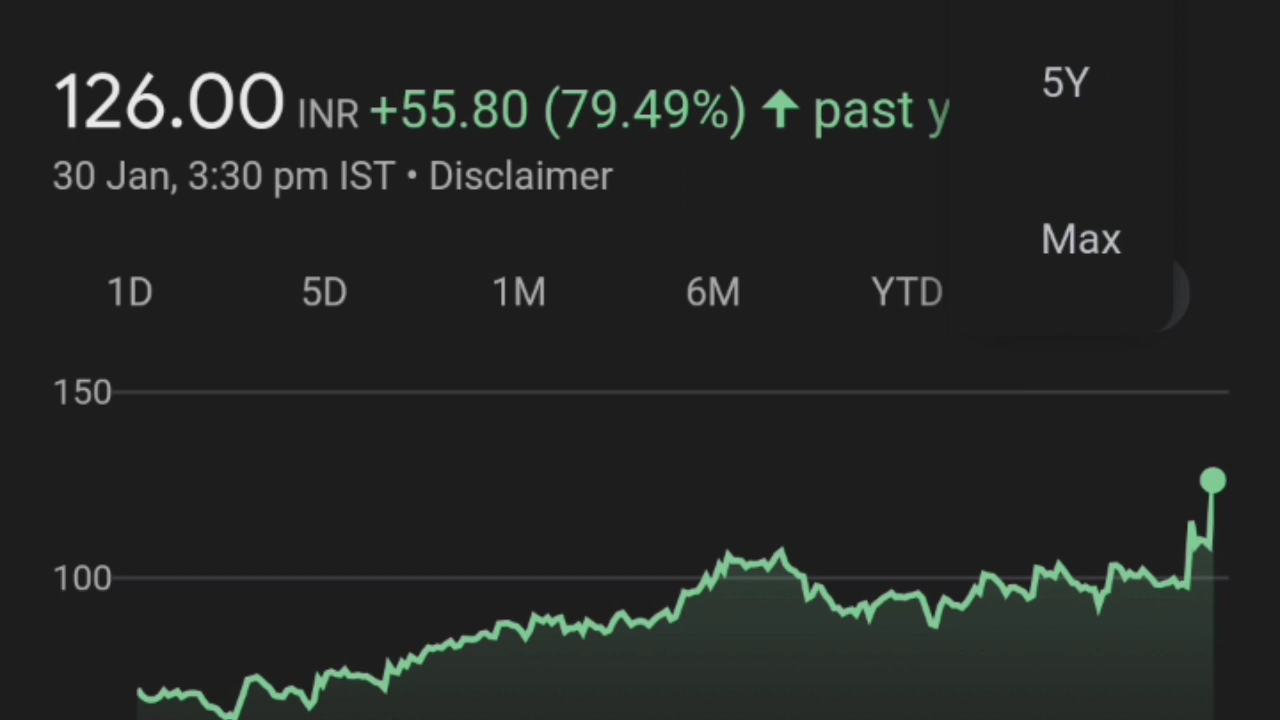 5Y
126.00 INR +55.80 (79.49%) ↑ past y
30 Jan, 3:30 pm IST • Disclaimer
Max
1D 5D 1M 6M YTD
150
100